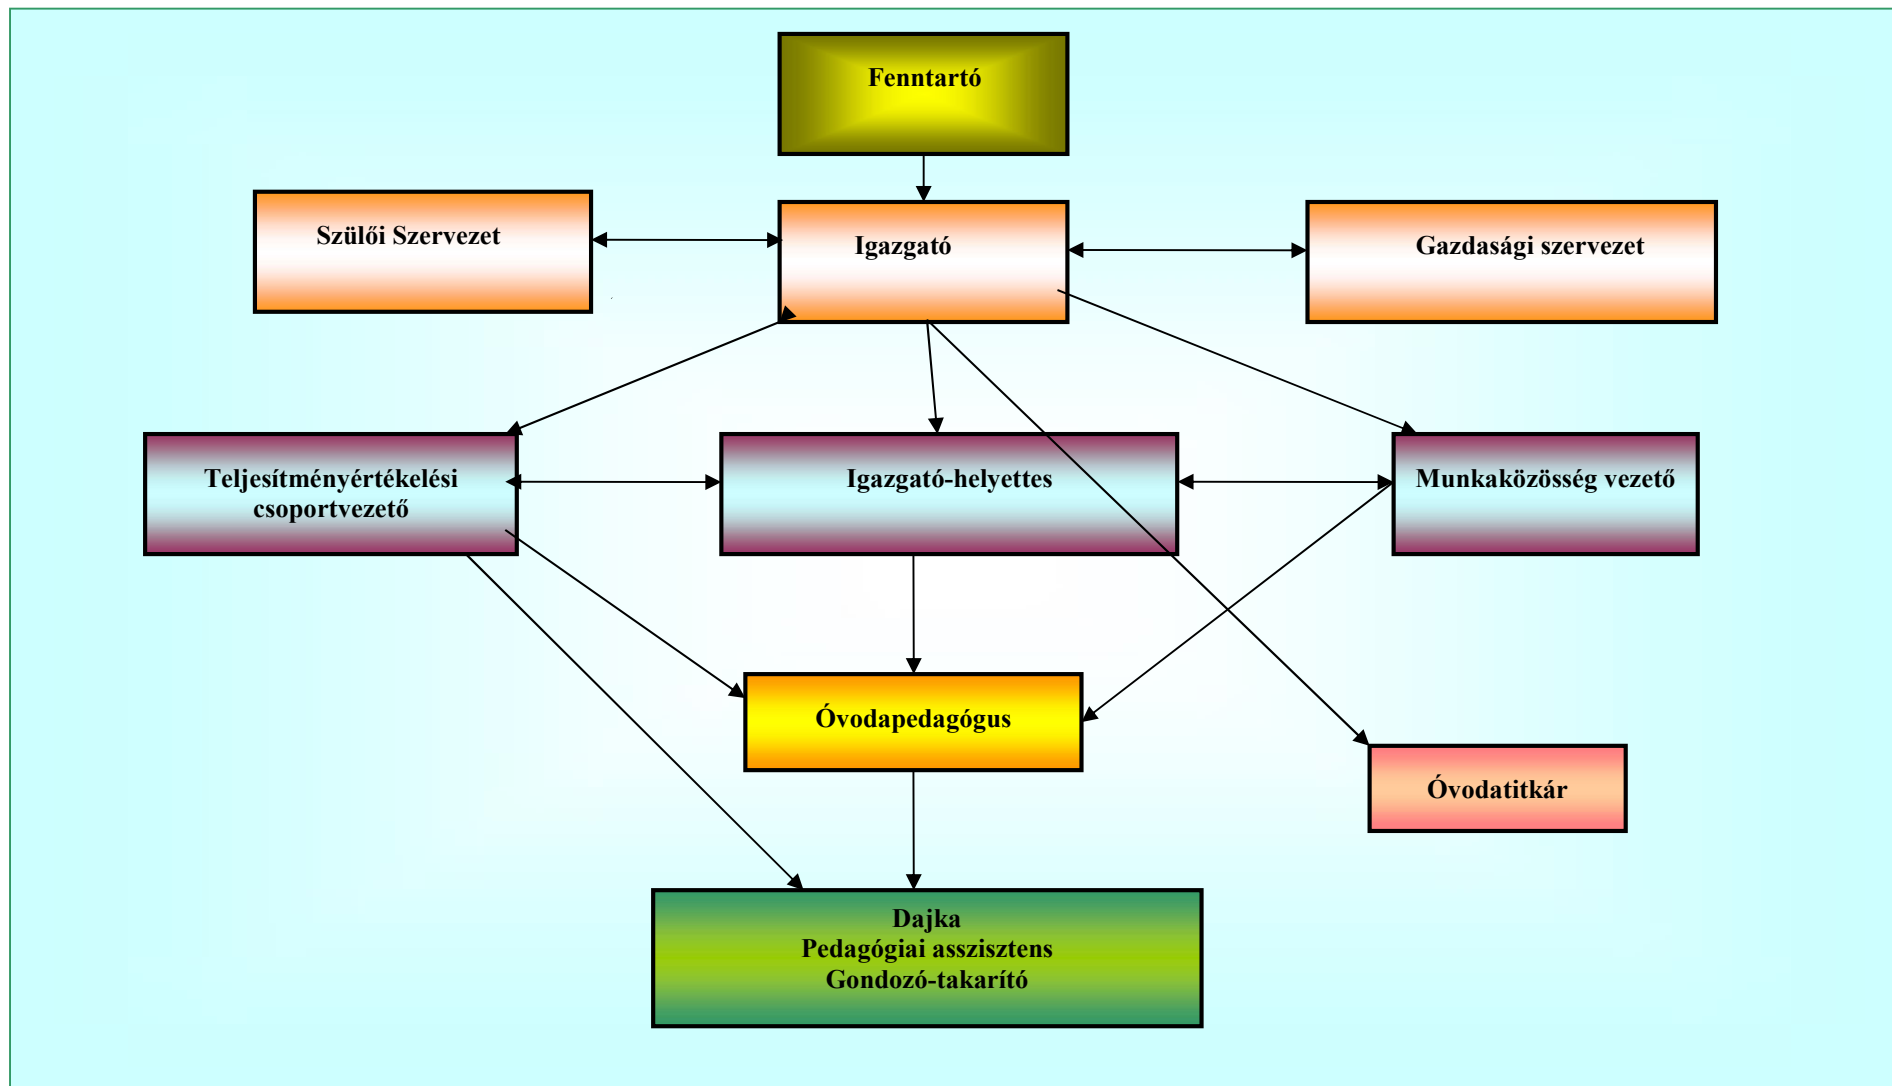 Fenntartó
Szülői Szervezet
Igazgató
Gazdasági szervezet
Teljesítményértékelési
csoportvezető
Igazgató-helyettes
Munkaközösség vezető
Óvodapedagógus
Óvodatitkár
Dajka
Pedagógiai asszisztens
Gondozó-takarító